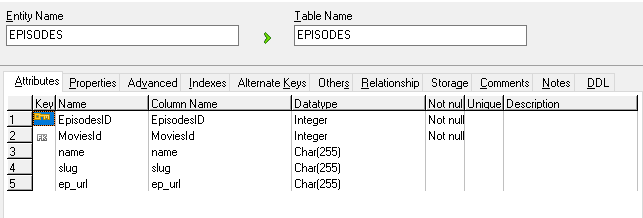 Entity Name Table Name
EPISODES EPISODES
Attributes Properties Advanced Indexes Alternate Keys Others Relationship Storage Comments Notes DDL
Key Name Column Name Datatype Not nul Unique Description
1 EpisodesID EpisodesID Integer Not null
2 FK MoviesId MoviesId Integer Not null
3 name name Char(255)
4 slug slug Char(255)
5 ep_url ep_url Char(255)